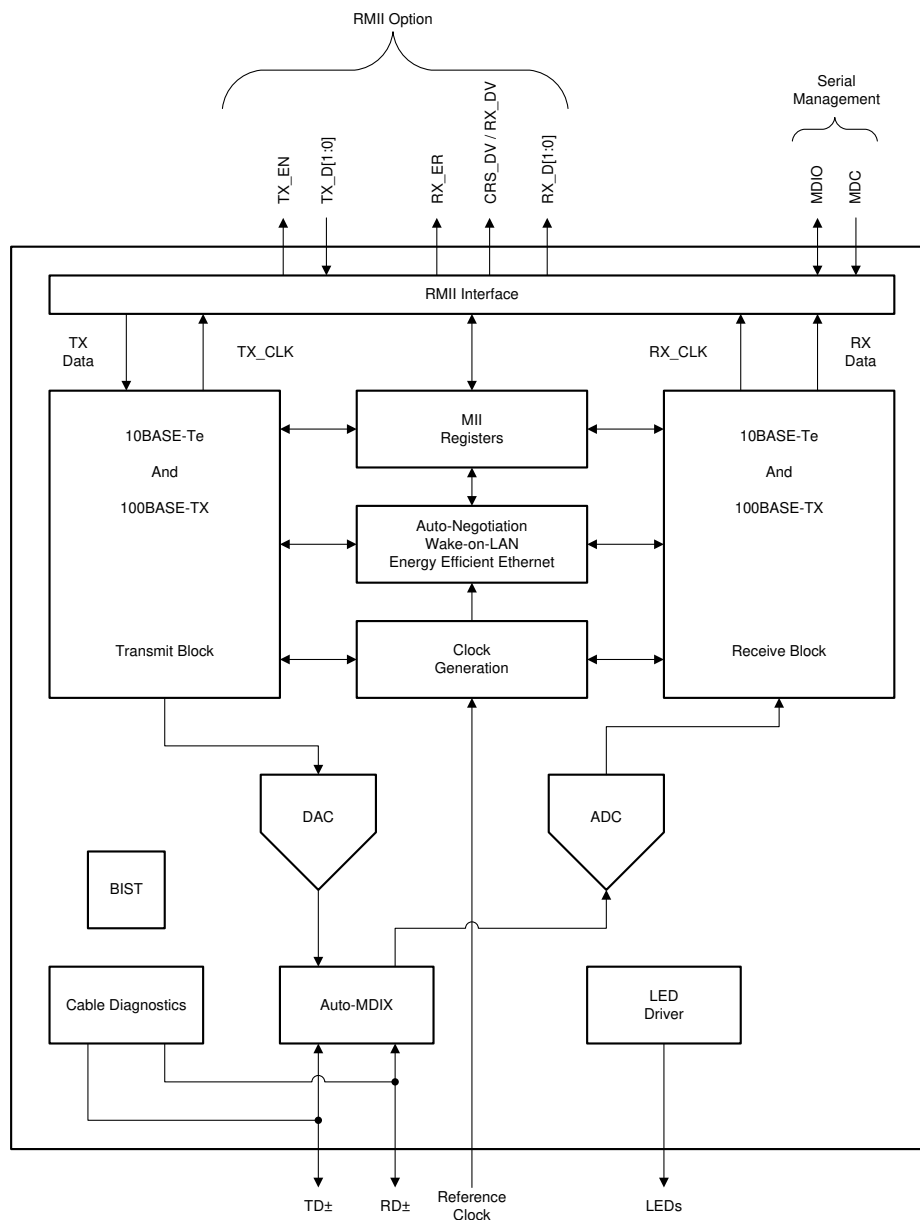 RMII Option
Serial
Management
TX_EN
TX_D[1:0]
RX_ER
CRS_DV / RX_DV
RX_D[1:0]
MDIO
MDC
RMII Interface
TX
Data
TX_CLK
RX_CLK
RX
Data
10BASE-Te
And
100BASE-TX
Transmit Block
MII
Registers
Auto-Negotiation
Wake-on-LAN
Energy Efficient Ethernet
Clock
Generation
10BASE-Te
And
100BASE-TX
Receive Block
DAC
ADC
BIST
Cable Diagnostics
Auto-MDIX
LED
Driver
TD±
RD±
Reference
Clock
LEDs